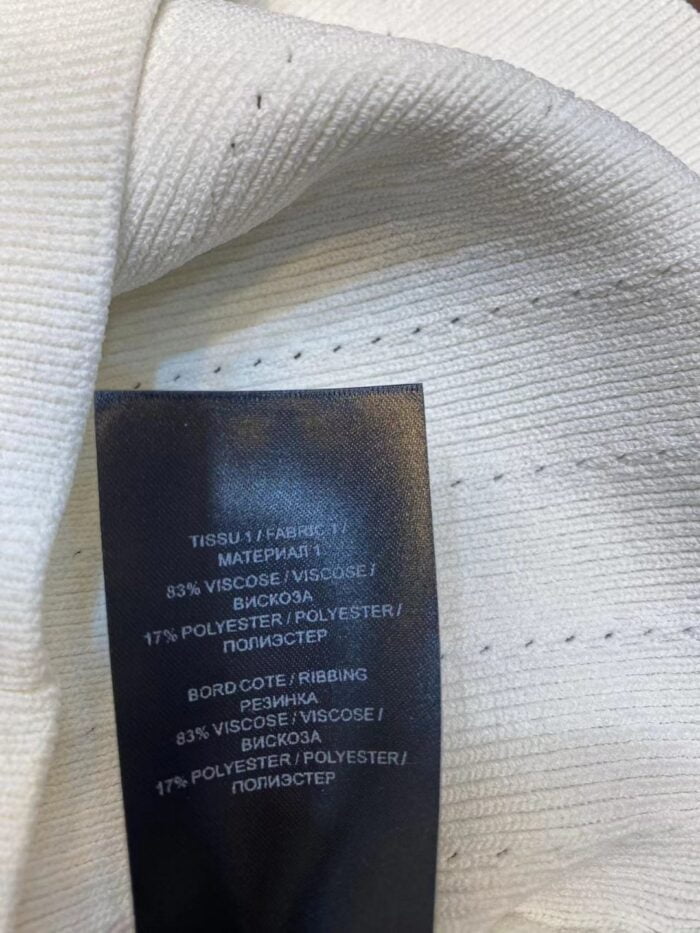 TISSU 1 / FABRIC 1 /
МАТЕРИАЛ 1
83% VISCOSE / VISCOSE /
ВИСКОЗА
17% POLYESTER / POLYESTER /
ПОЛИЭСТЕР
BORD COTE / RIBBING
РЕЗИНКА
83% VISCOSE / VISCOSE /
ВИСКОЗА
17% POLYESTER / POLYESTER /
ПОЛИЭСТЕР